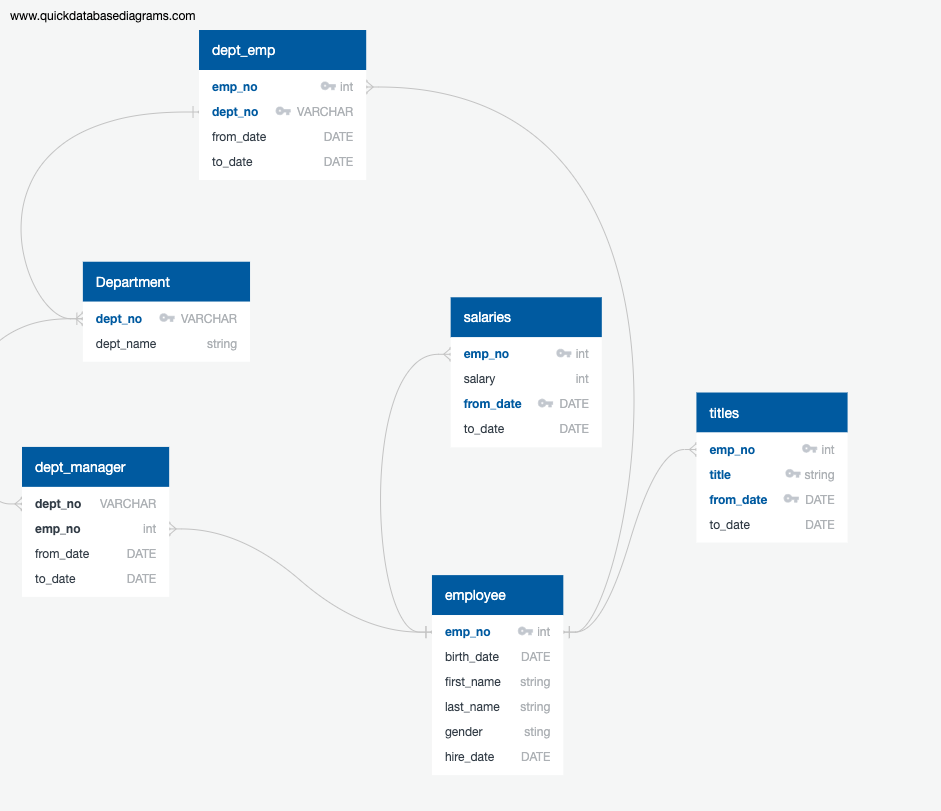 www.quickdatabasediagrams.com
dept_emp
emp_no int
dept_no VARCHAR
from_date DATE
to_date DATE
Department
dept_no VARCHAR
dept_name string
salaries
emp_no int
salary int
from_date DATE
to_date DATE
titles
emp_no int
title string
from_date DATE
to_date DATE
dept_manager
dept_no VARCHAR
emp_no int
from_date DATE
to_date DATE
employee
emp_no int
birth_date DATE
first_name string
last_name string
gender sting
hire_date DATE